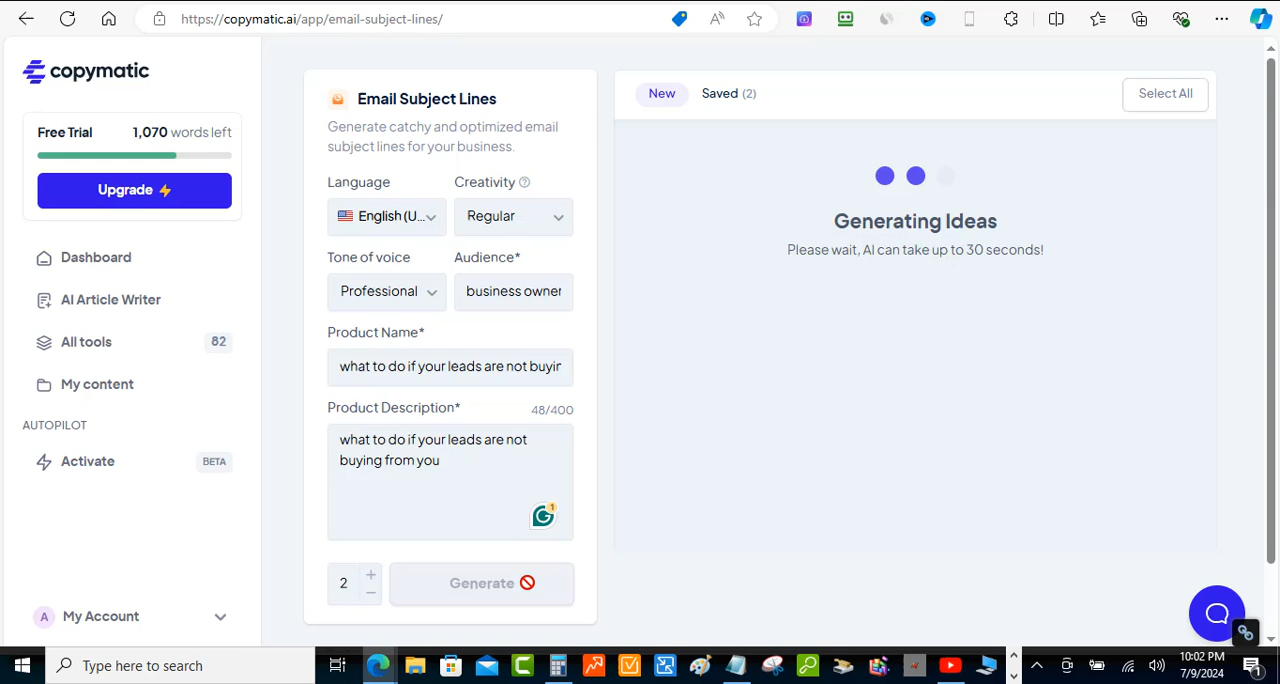 https://copymatic.ai/app/email-subject-lines/
copymatic
Free Trial 1,070 words left
Upgrade
Dashboard
AI Article Writer
All tools 82
My content
AUTOPILOT
Activate BETA
A My Account
Email Subject Lines
Generate catchy and optimized email
subject lines for your business.
Language Creativity
English (U... Regular
Tone of voice Audience*
Professional business owner
Product Name*
what to do if your leads are not buyin
Product Description* 48/400
what to do if your leads are not
buying from you
G 1
2 Generate
New Saved (2) Select All
Generating Ideas
Please wait, AI can take up to 30 seconds!
Type here to search
10:02 PM
7/9/2024
1